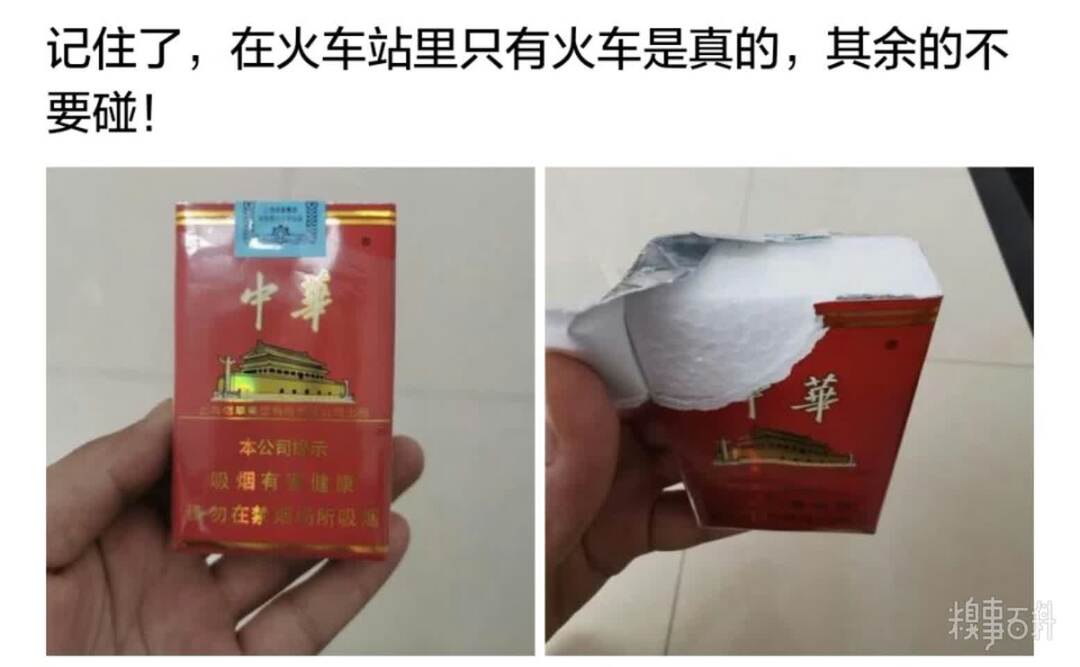 记住了，在火车站里只有火车是真的，其余的不
要碰！
中華
本公司提示
吸烟有害健康
请勿在禁烟场所吸烟
華
糗事百科